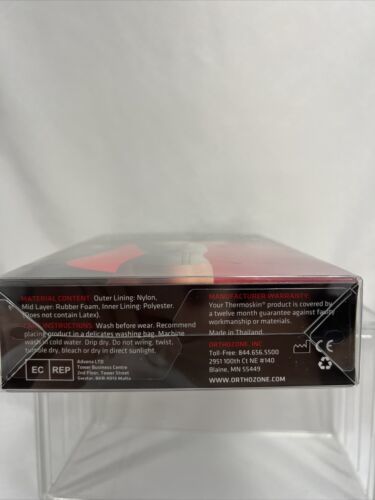 MATERIAL CONTENT: Outer Lining: Nylon,
Mid Layer: Rubber Foam, Inner Lining: Polyester.
(Does not contain Latex).
CARE INSTRUCTIONS: Wash before wear. Recommend
placing product in a delicates washing bag. Machine
wash in cold water. Drip dry. Do not wring, twist,
tumble dry, bleach or dry in direct sunlight.
EC REP
Advena LTD
Tower Business Centre
2nd Floor, Tower Street
Swatar, BKR 4013 Malta
MANUFACTURER WARRANTY:
Your Thermoskin® product is covered by
a twelve month guarantee against faulty
workmanship or materials.
Made in Thailand.
ORTHOZONE, INC
Toll-Free: 844.656.5500
2951 100th Ct NE #140
Blaine, MN 55449
WWW.ORTHOZONE.COM
CE